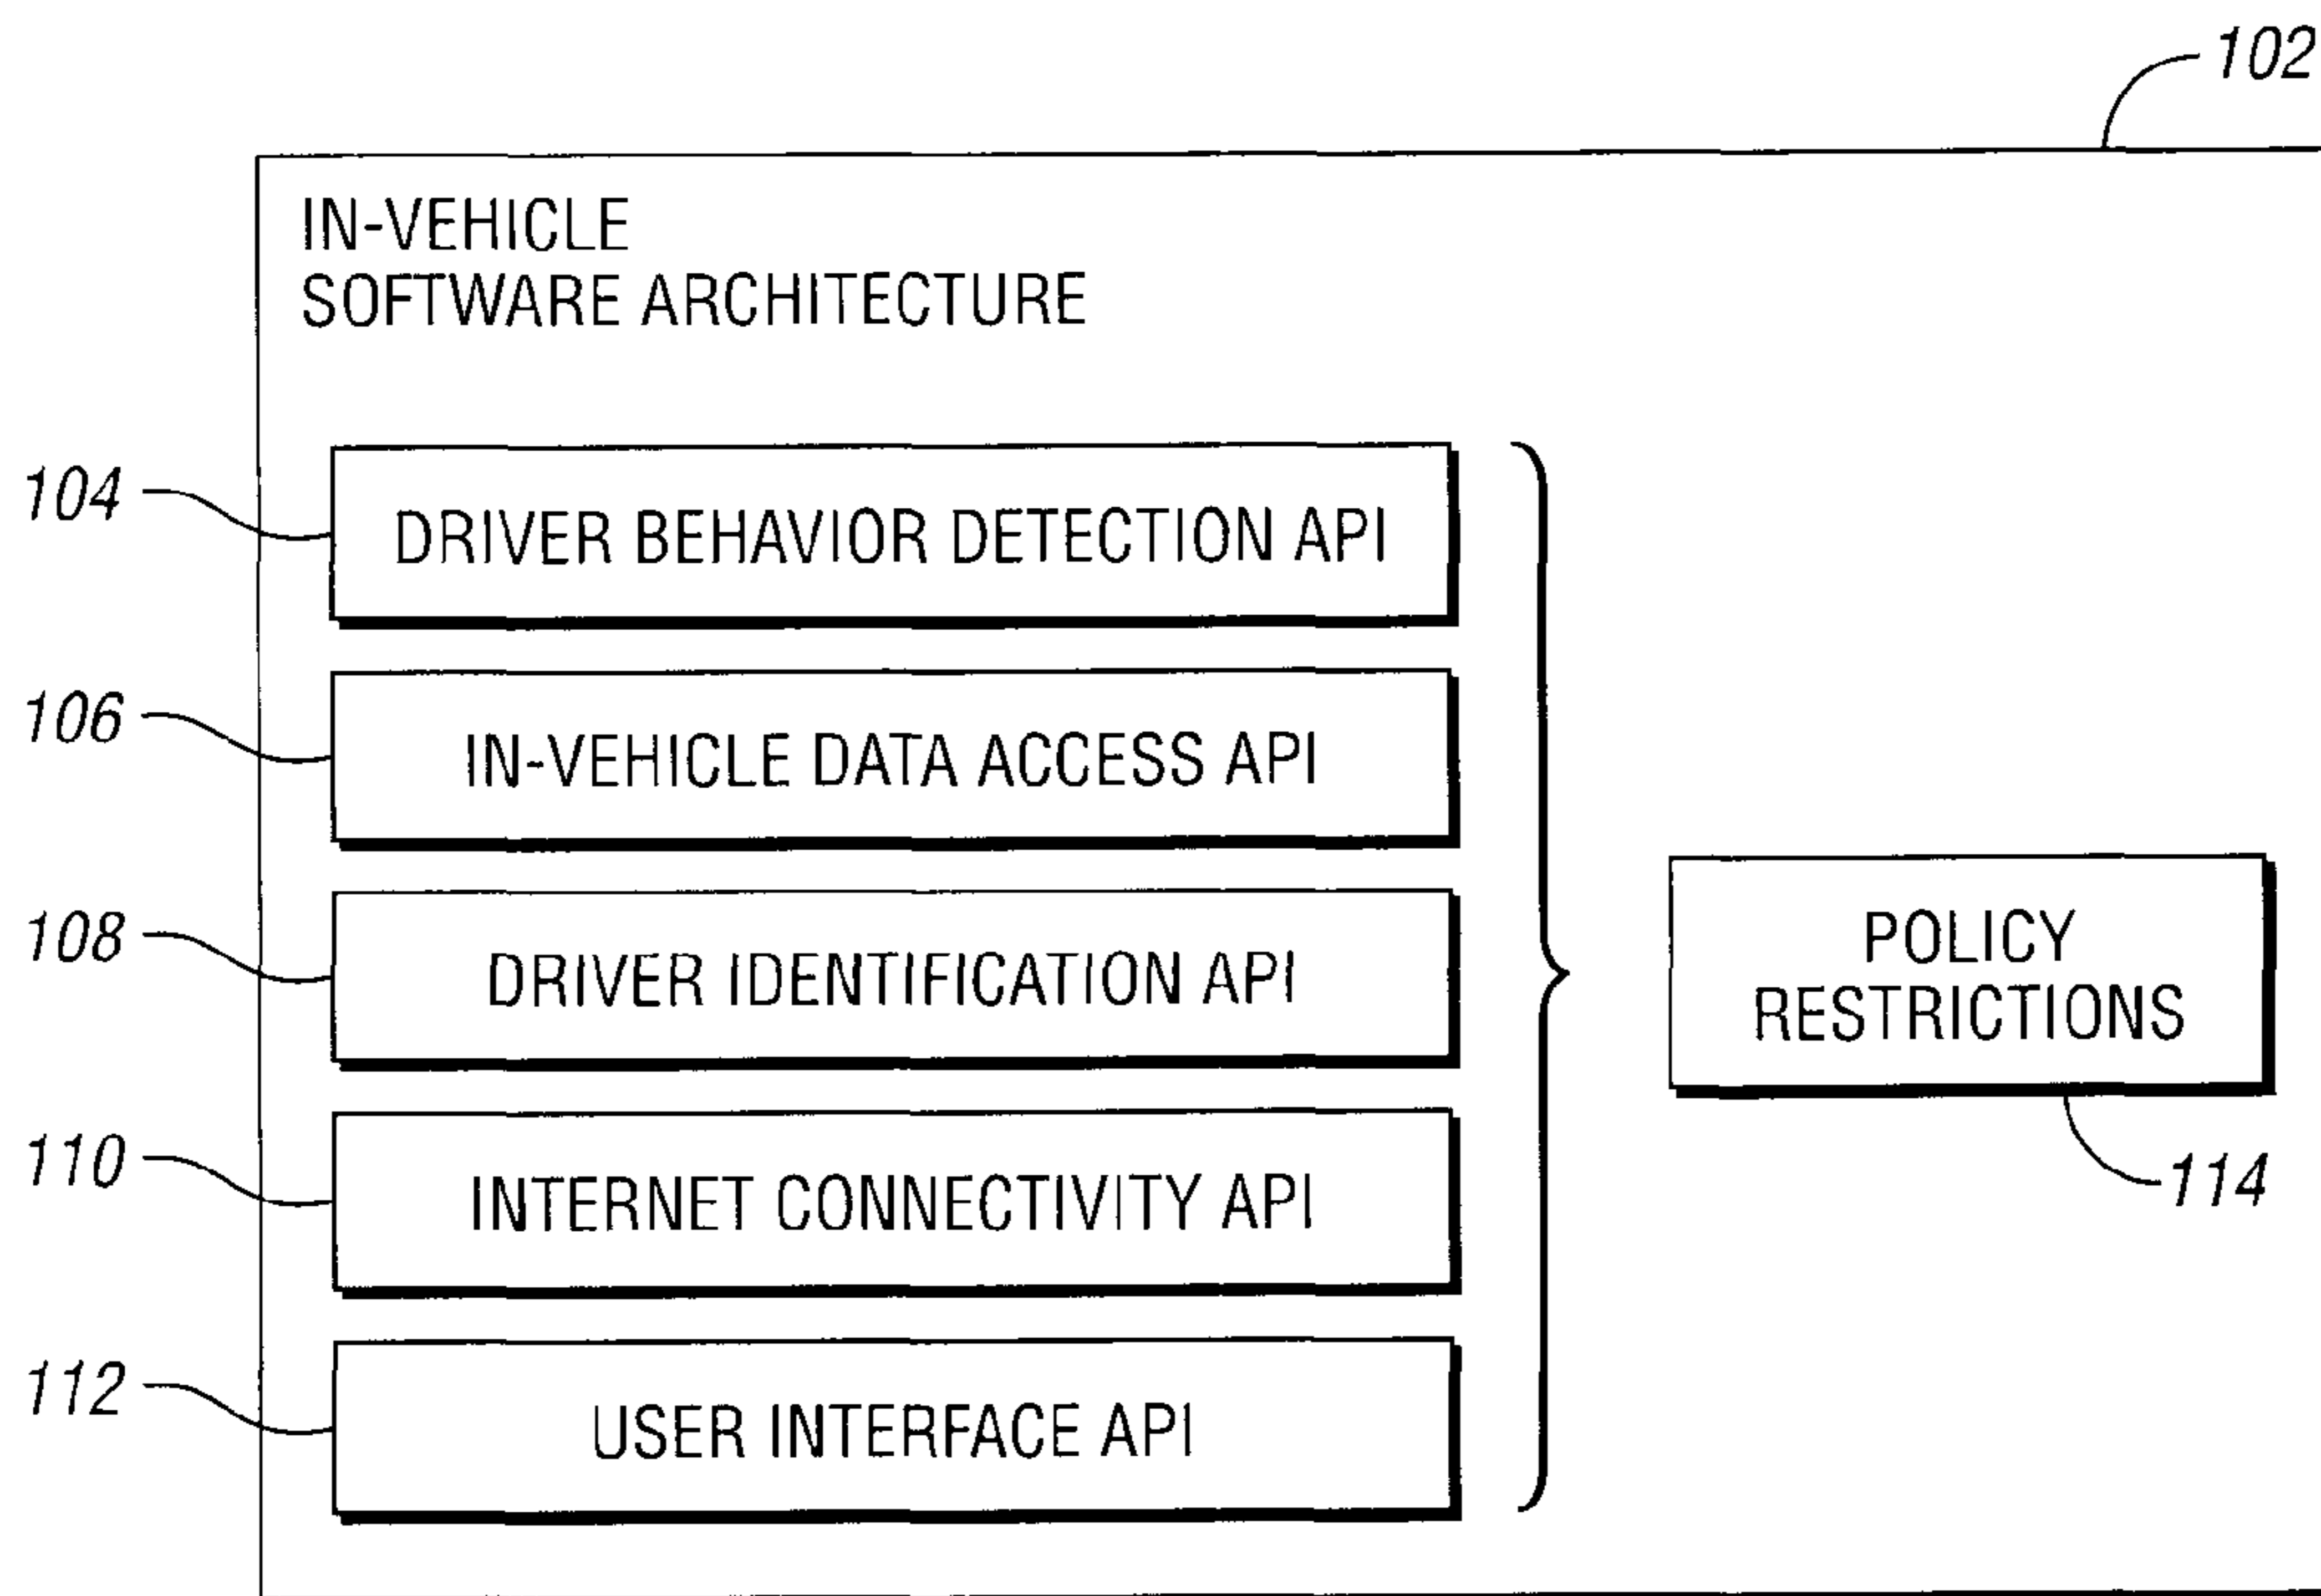 102
IN-VEHICLE
SOFTWARE ARCHITECTURE
104
DRIVER BEHAVIOR DETECTION API
106
IN-VEHICLE DATA ACCESS API
108
DRIVER IDENTIFICATION API
POLICY
RESTRICTIONS
110
INTERNET CONNECTIVITY API
114
112
USER INTERFACE API